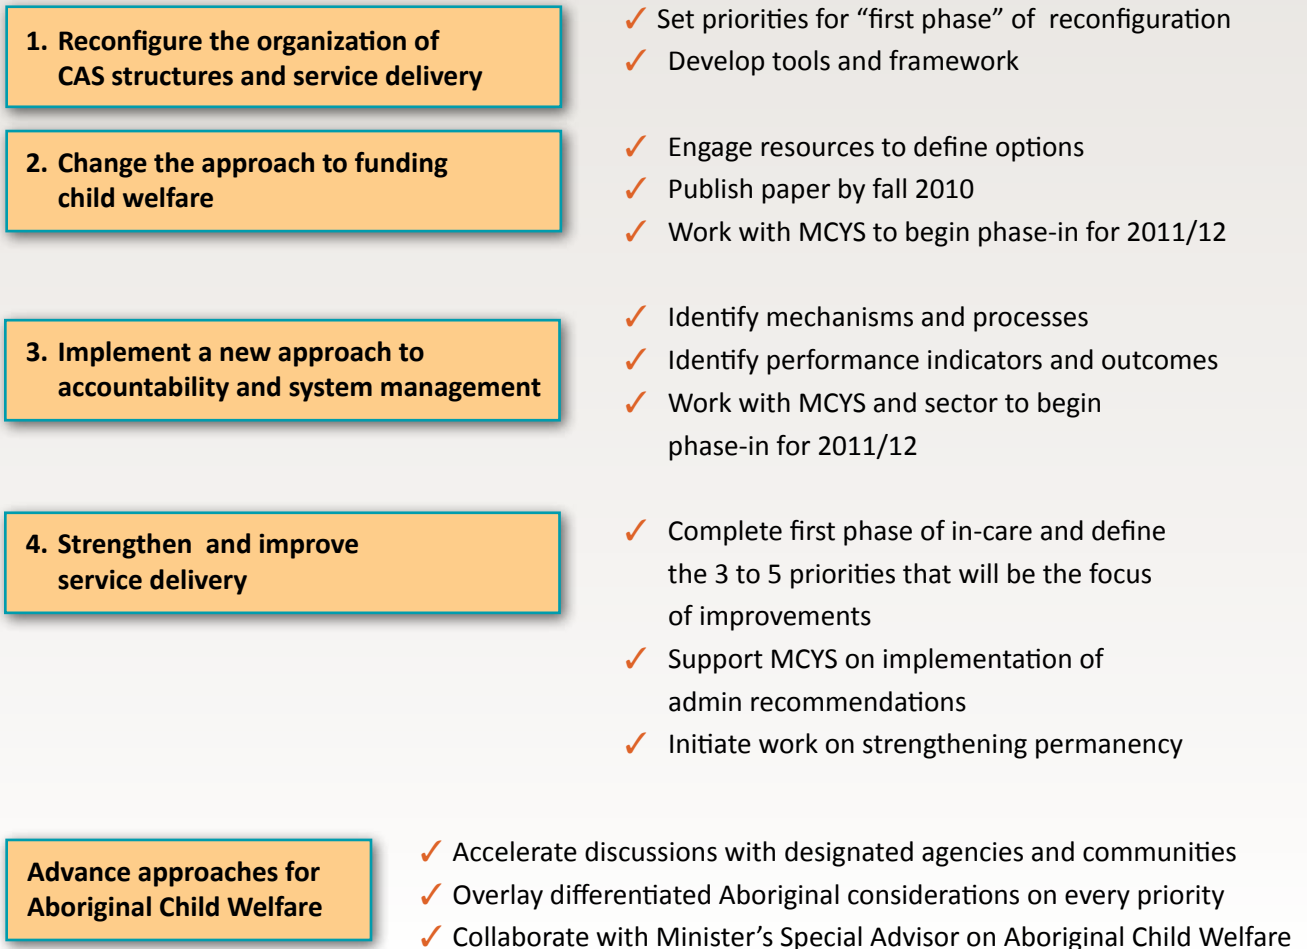 1. Reconfigure the organization of
CAS structures and service delivery
✓ Set priorities for “first phase” of reconfiguration
✓ Develop tools and framework
2. Change the approach to funding
child welfare
✓ Engage resources to define options
✓ Publish paper by fall 2010
✓ Work with MCYS to begin phase-in for 2011/12
3. Implement a new approach to
accountability and system management
✓ Identify mechanisms and processes
✓ Identify performance indicators and outcomes
✓ Work with MCYS and sector to begin
phase-in for 2011/12
4. Strengthen and improve
service delivery
✓ Complete first phase of in-care and define
the 3 to 5 priorities that will be the focus
of improvements
✓ Support MCYS on implementation of
admin recommendations
✓ Initiate work on strengthening permanency
Advance approaches for
Aboriginal Child Welfare
✓ Accelerate discussions with designated agencies and communities
✓ Overlay differentiated Aboriginal considerations on every priority
✓ Collaborate with Minister’s Special Advisor on Aboriginal Child Welfare